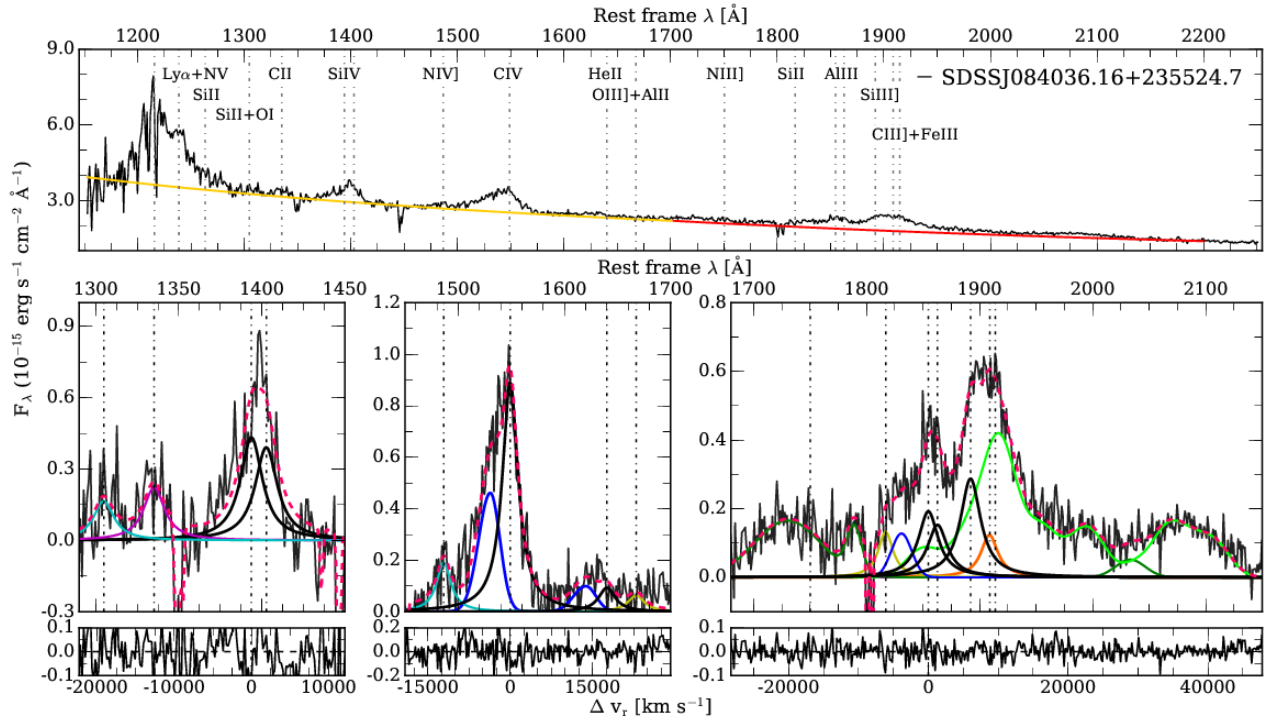 Rest frame λ [Å]
1200 1300 1400 1500 1600 1700 1800 1900 2000 2100 2200
9.0
6.0
3.0
Lyα+NV CII SiIV NIV] CIV HeII NIII] SiII AlIII
— SDSSJ084036.16+235524.7
SiII OIII]+AlII SiIII]
SiII+OI
CIII]+FeIII
F_λ (10⁻¹⁵ erg s⁻¹ cm⁻² Å⁻¹)
Rest frame λ [Å]
1300 1350 1400 1450
0.9
0.6
0.3
0.0
-0.3
0.1
0.0
-0.1
-20000 -10000 0 10000
1500 1600 1700
1.2
1.0
0.8
0.6
0.4
0.2
0.0
0.2
0.0
-0.2
-15000 0 15000
1700 1800 1900 2000 2100
0.8
0.6
0.4
0.2
0.0
0.1
0.0
-0.1
-20000 0 20000 40000
Δ v_r [km s⁻¹]